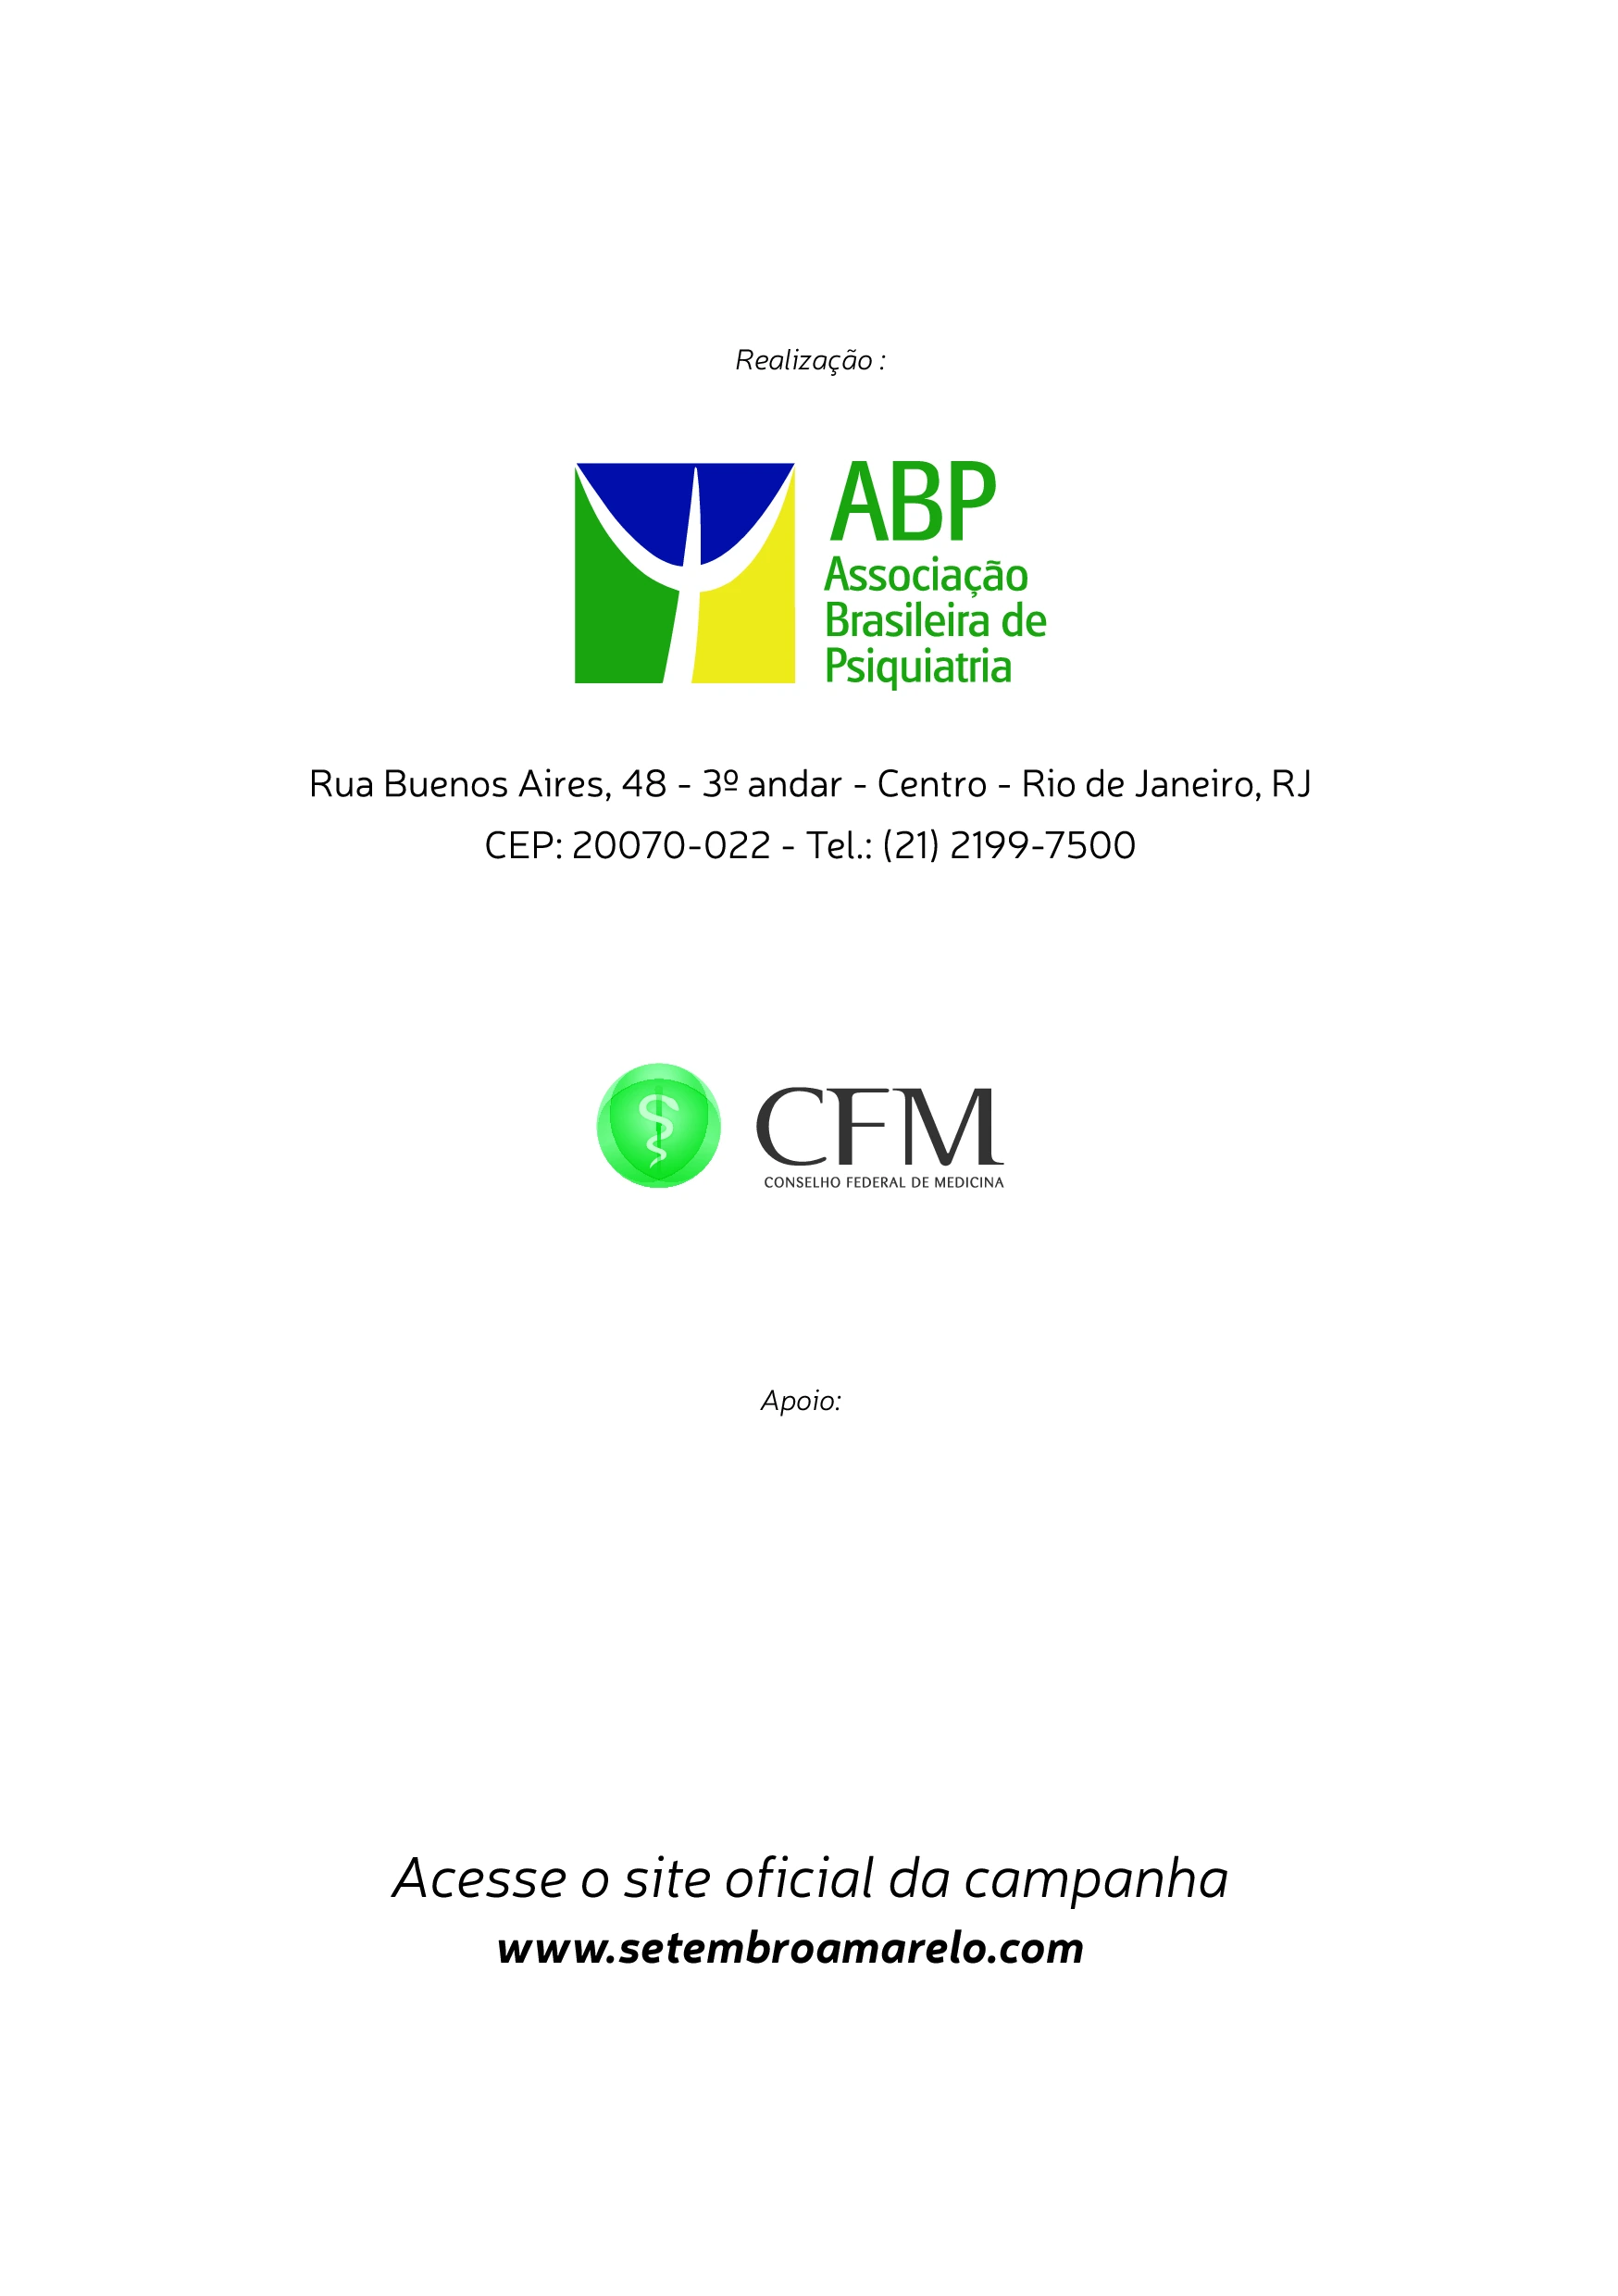 Realização :
ABP
Associação
Brasileira de
Psiquiatria
Rua Buenos Aires, 48 - 3º andar - Centro - Rio de Janeiro, RJ
CEP: 20070-022 - Tel.: (21) 2199-7500
CFM
CONSELHO FEDERAL DE MEDICINA
Apoio:
Acesse o site oficial da campanha
www.setembroamarelo.com